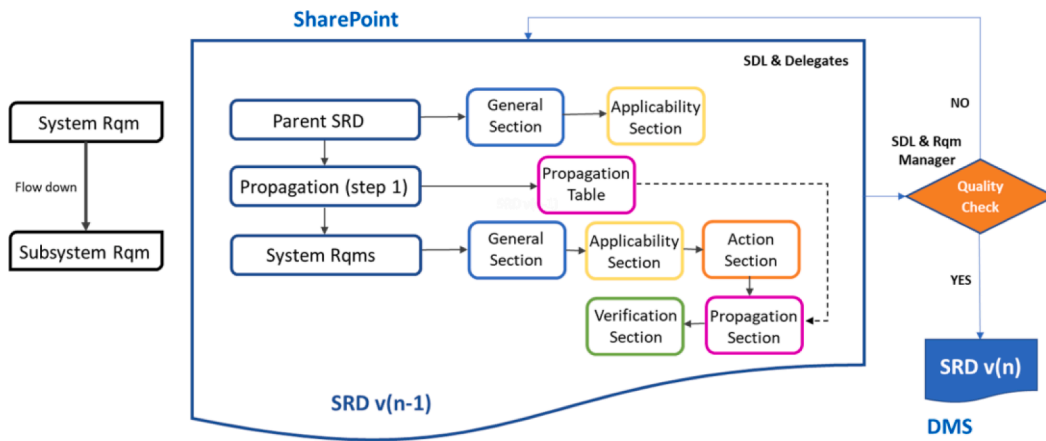 SharePoint
SDL & Delegates
System Rqm
Flow down
Subsystem Rqm
Parent SRD
General
Section
Applicability
Section
Propagation (step 1)
Propagation
Table
System Rqms
General
Section
Applicability
Section
Action
Section
Verification
Section
Propagation
Section
SRD v(n-1)
NO
SDL & Rqm
Manager
Quality
Check
YES
SRD v(n)
DMS